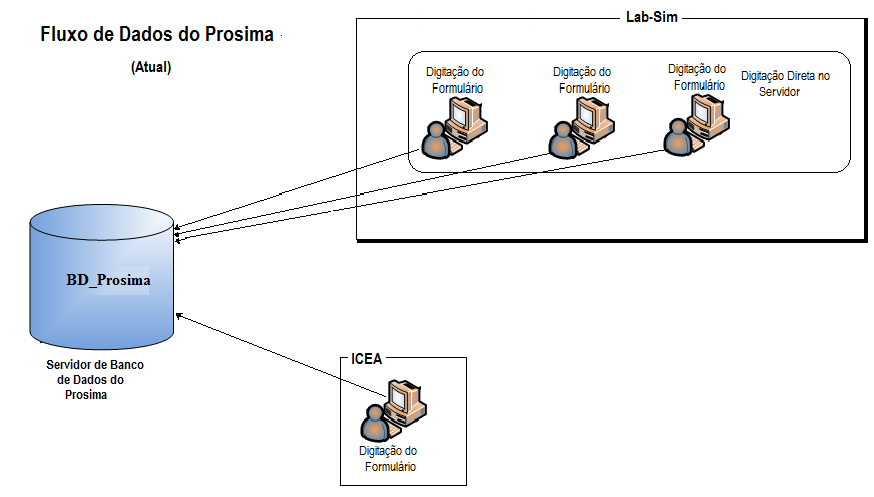 Fluxo de Dados do Prosima
(Atual)
Lab-Sim
Digitação do
Formulário
Digitação do
Formulário
Digitação do
Formulário
Digitação Direta no
Servidor
BD_Prosima
Servidor de Banco
de Dados do
Prosima
ICEA
Digitação do
Formulário